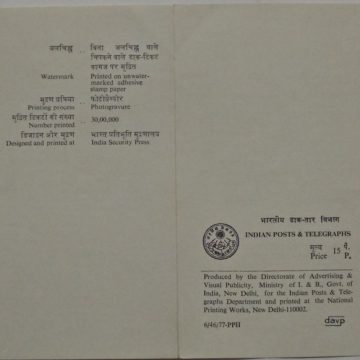 जलचिह्न .. बिना जलचिह्न वाले
चिपकने वाले डाक-टिकट
कागज पर मुद्रित
Watermark Printed on unwater-
marked adhesive
stamp paper
मुद्रण प्रक्रिया .. फोटोग्रेव्योर
Printing process Photogravure
मुद्रित टिकटों की संख्या
Number printed .. 30,00,000
डिजाइन और मुद्रण .. भारत प्रतिभूति मुद्रणालय
Designed and printed at India Security Press
भारतीय डाक-तार विभाग
INDIAN POSTS & TELEGRAPHS
मूल्य 15 पै.
Price P.
Produced by the Directorate of Advertising &
Visual Publicity, Ministry of I. & B., Govt. of
India, New Delhi, for the Indian Posts & Tele-
graphs Department and printed at the National
Printing Works, New Delhi-110002.
6/46/77-PPII
davp